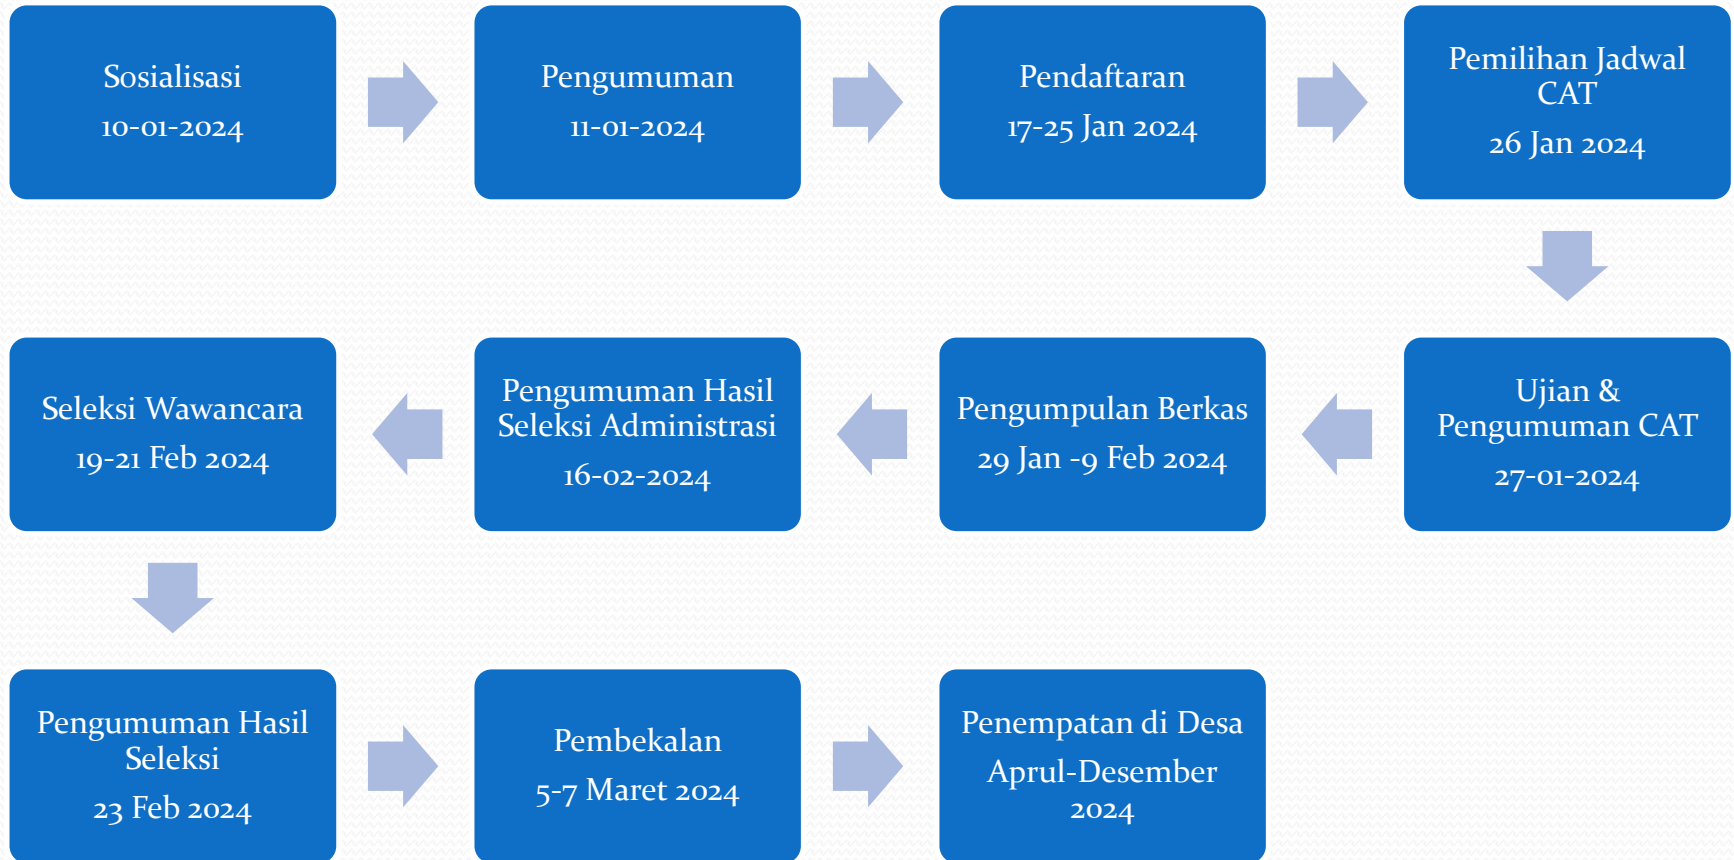 Sosialisasi
10-01-2024
Pengumuman
11-01-2024
Pendaftaran
17-25 Jan 2024
Pemilihan Jadwal
CAT
26 Jan 2024
Ujian &
Pengumuman CAT
27-01-2024
Pengumpulan Berkas
29 Jan -9 Feb 2024
Pengumuman Hasil
Seleksi Administrasi
16-02-2024
Seleksi Wawancara
19-21 Feb 2024
Pengumuman Hasil
Seleksi
23 Feb 2024
Pembekalan
5-7 Maret 2024
Penempatan di Desa
Aprul-Desember
2024